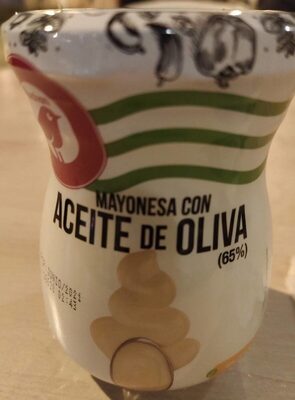 MAYONESA CON
ACEITE DE OLIVA
(65%)